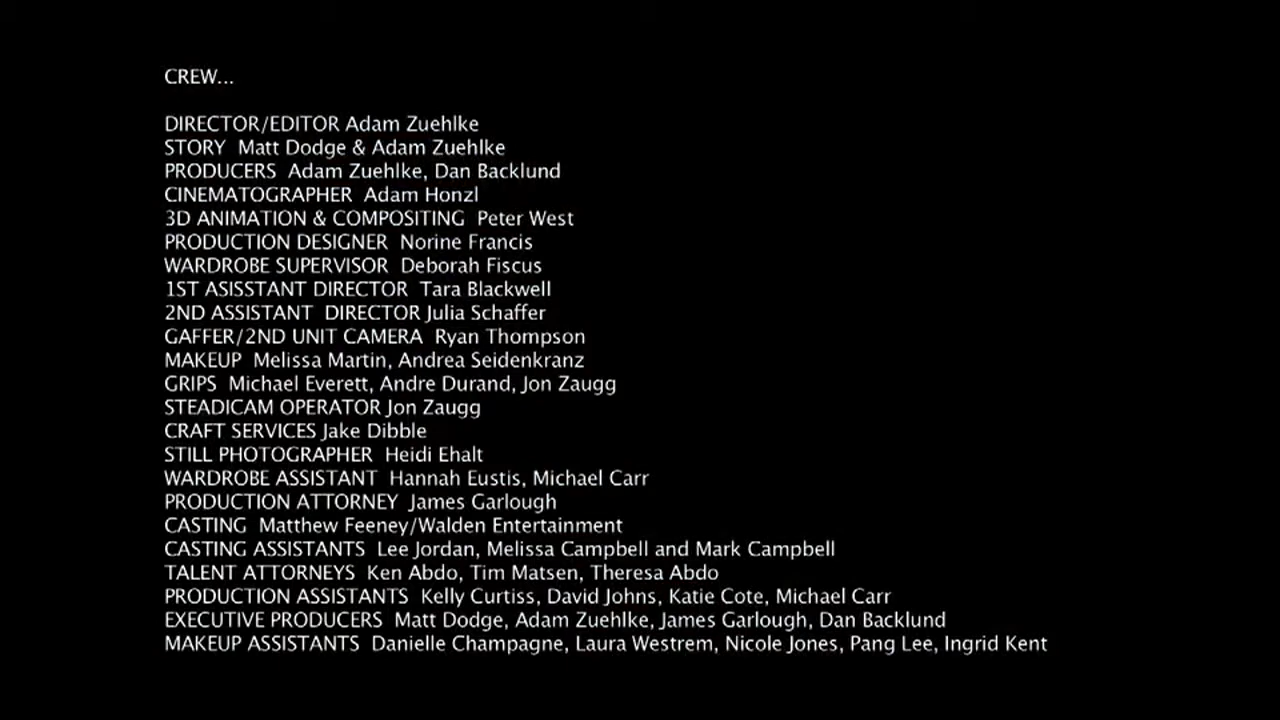 CREW...
DIRECTOR/EDITOR Adam Zuehlke
STORY Matt Dodge & Adam Zuehlke
PRODUCERS Adam Zuehlke, Dan Backlund
CINEMATOGRAPHER Adam Honzl
3D ANIMATION & COMPOSITING Peter West
PRODUCTION DESIGNER Norine Francis
WARDROBE SUPERVISOR Deborah Fiscus
1ST ASISSTANT DIRECTOR Tara Blackwell
2ND ASSISTANT DIRECTOR Julia Schaffer
GAFFER/2ND UNIT CAMERA Ryan Thompson
MAKEUP Melissa Martin, Andrea Seidenkranz
GRIPS Michael Everett, Andre Durand, Jon Zaugg
STEADICAM OPERATOR Jon Zaugg
CRAFT SERVICES Jake Dibble
STILL PHOTOGRAPHER Heidi Ehalt
WARDROBE ASSISTANT Hannah Eustis, Michael Carr
PRODUCTION ATTORNEY James Garlough
CASTING Matthew Feeney/Walden Entertainment
CASTING ASSISTANTS Lee Jordan, Melissa Campbell and Mark Campbell
TALENT ATTORNEYS Ken Abdo, Tim Matsen, Theresa Abdo
PRODUCTION ASSISTANTS Kelly Curtiss, David Johns, Katie Cote, Michael Carr
EXECUTIVE PRODUCERS Matt Dodge, Adam Zuehlke, James Garlough, Dan Backlund
MAKEUP ASSISTANTS Danielle Champagne, Laura Westrem, Nicole Jones, Pang Lee, Ingrid Kent